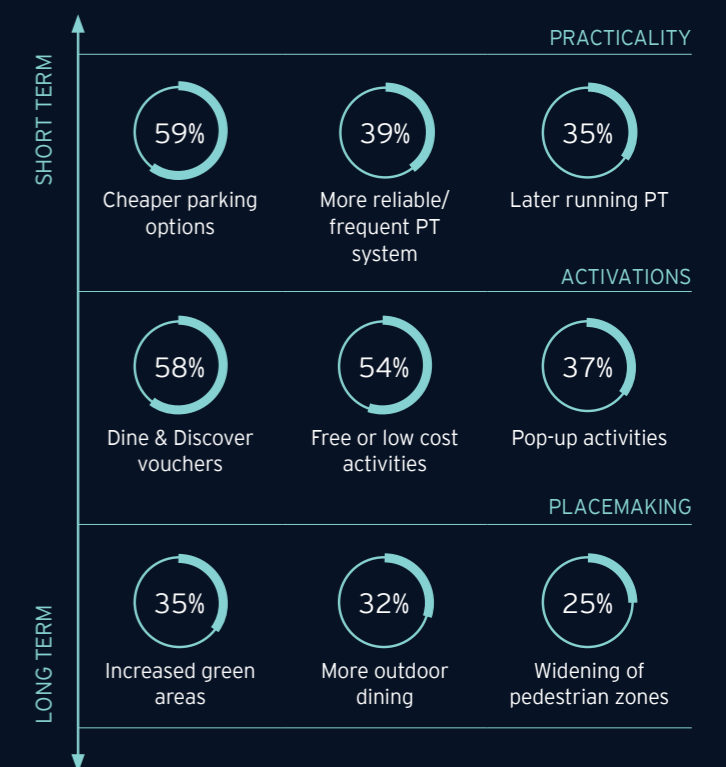 SHORT TERM
PRACTICALITY
59%
Cheaper parking
options
39%
More reliable/
frequent PT
system
35%
Later running PT
ACTIVATIONS
58%
Dine & Discover
vouchers
54%
Free or low cost
activities
37%
Pop-up activities
LONG TERM
PLACEMAKING
35%
Increased green
areas
32%
More outdoor
dining
25%
Widening of
pedestrian zones